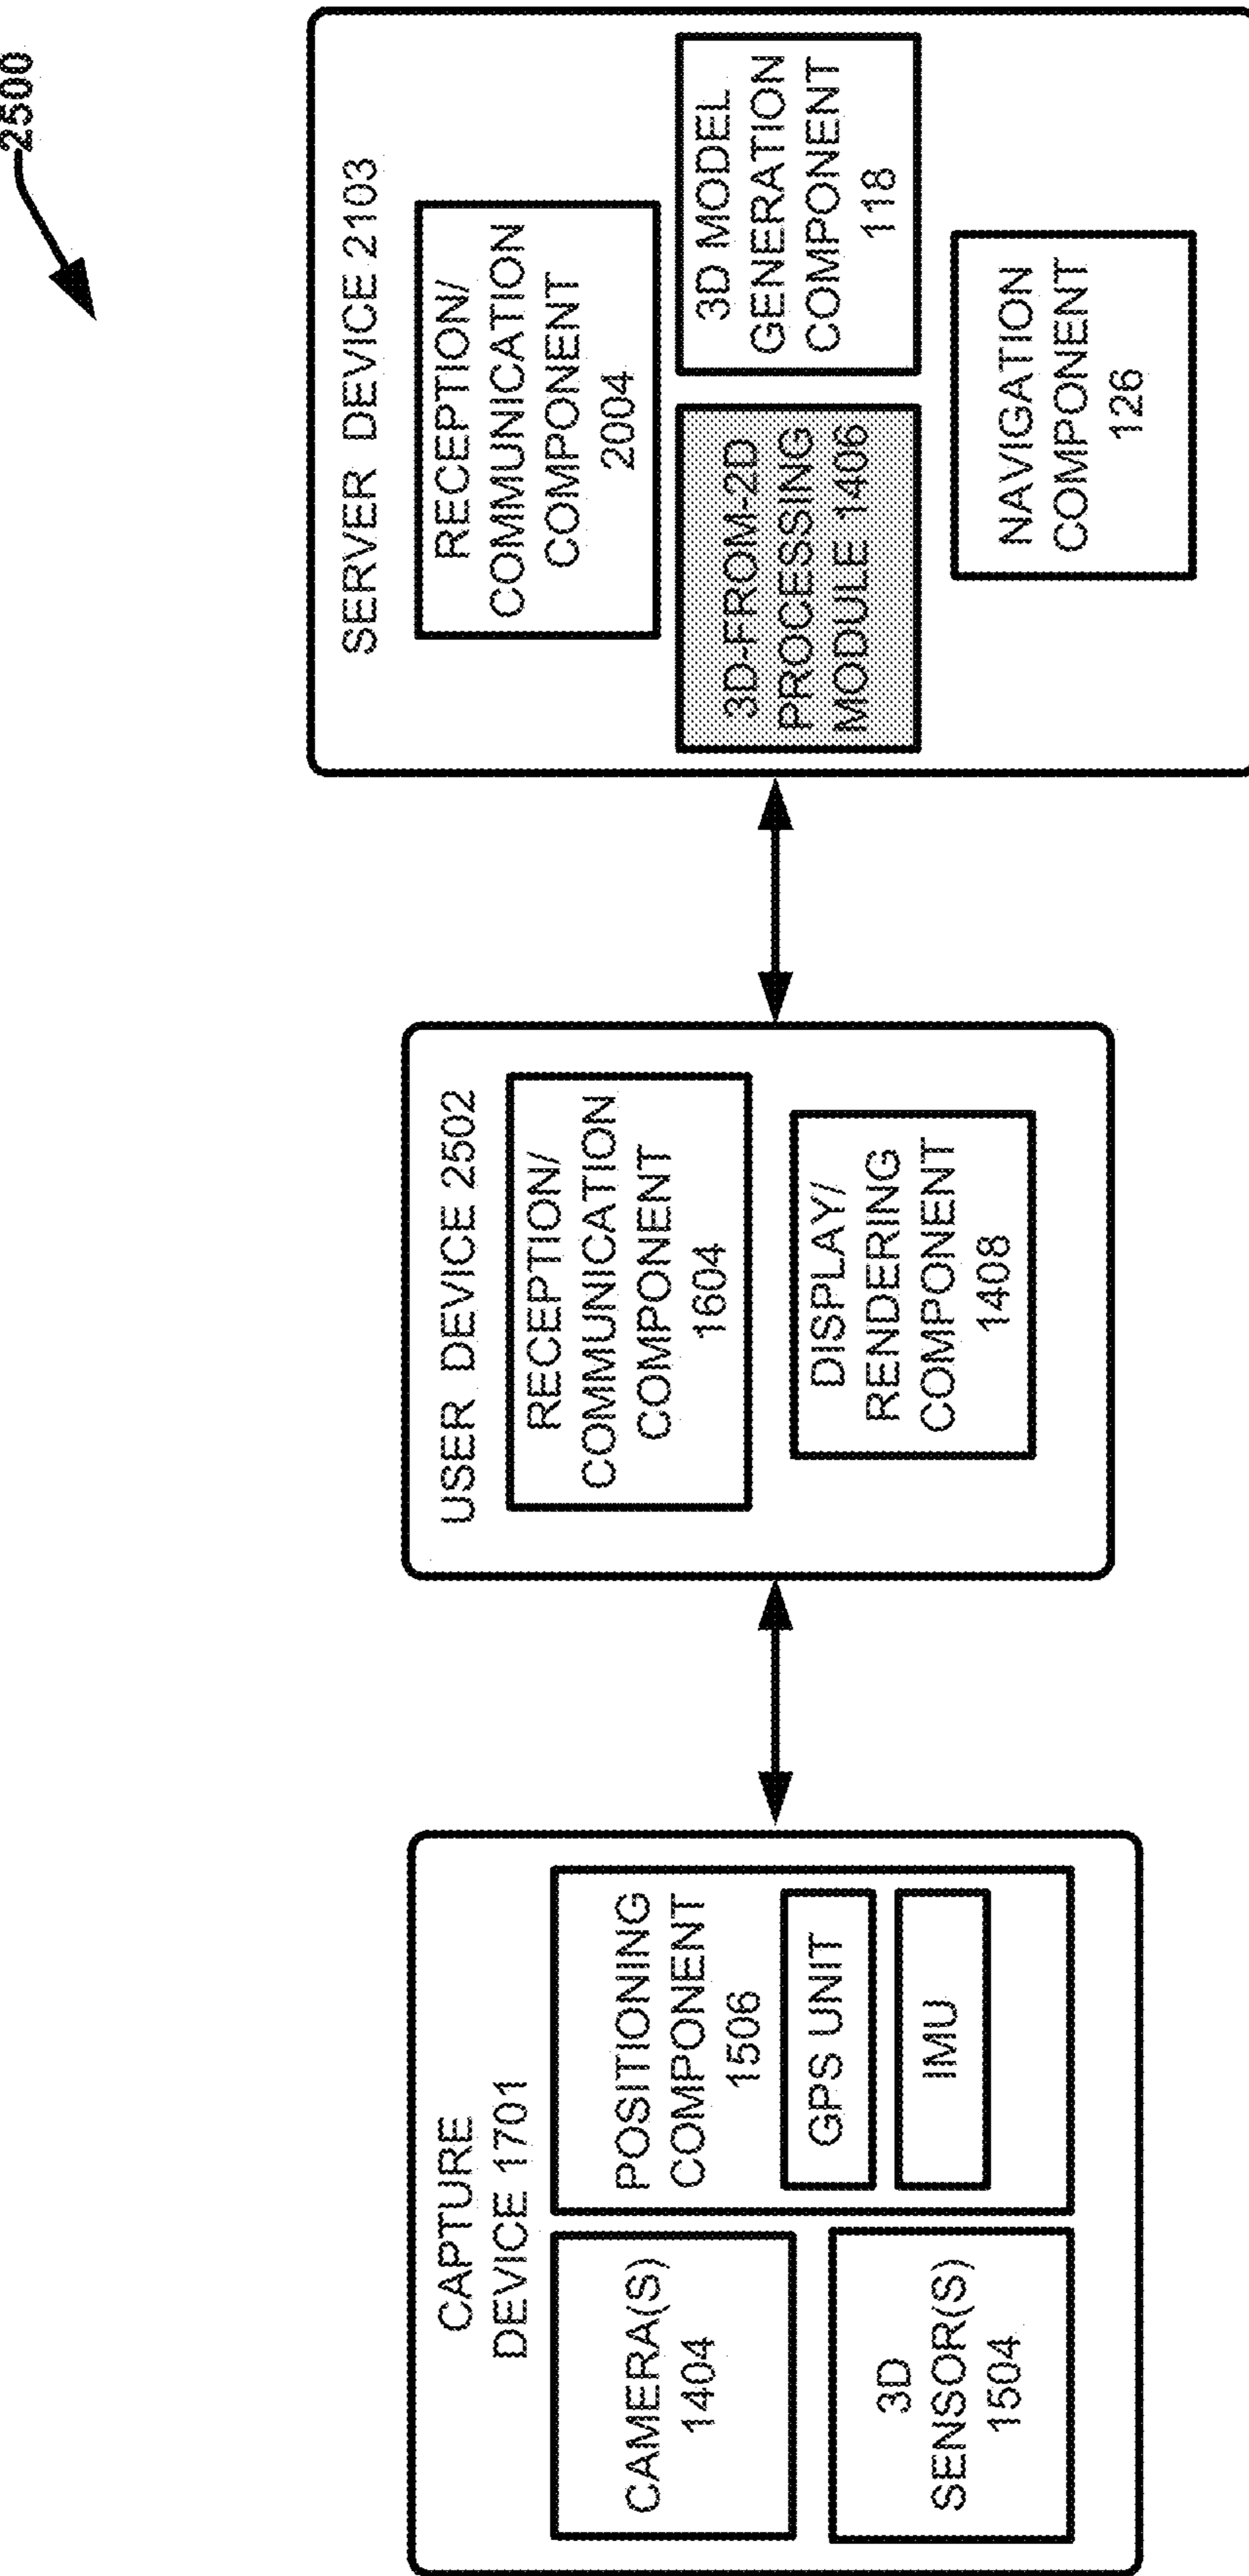 2500
CAPTURE
DEVICE 1701
CAMERA(S)
1404
3D
SENSOR(S)
1504
POSITIONING
COMPONENT
1506
GPS UNIT
IMU
USER DEVICE 2502
RECEPTION/
COMMUNICATION
COMPONENT
1604
DISPLAY/
RENDERING
COMPONENT
1408
SERVER DEVICE 2103
RECEPTION/
COMMUNICATION
COMPONENT
2004
3D-FROM-2D
PROCESSING
MODULE 1406
3D MODEL
GENERATION
COMPONENT
118
NAVIGATION
COMPONENT
126